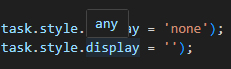 any
task.style. ay = 'none');
task.style.display = '');